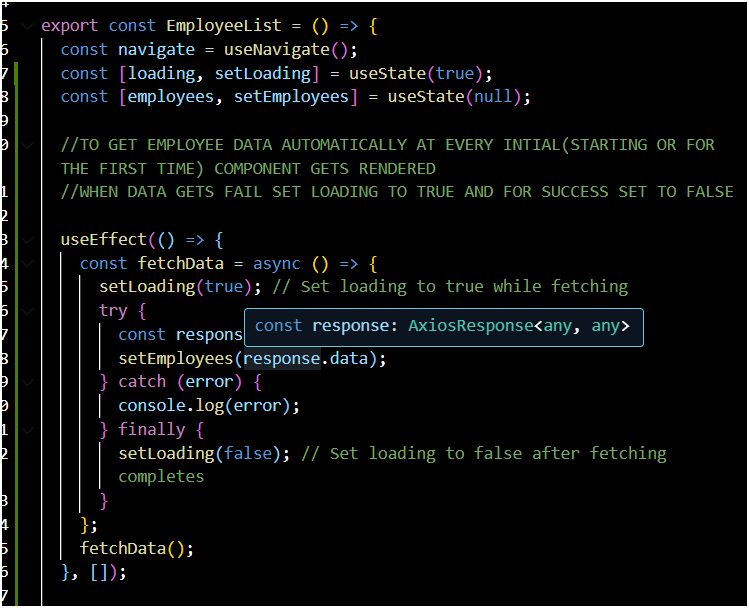 5 export const EmployeeList = () => {
6 const navigate = useNavigate();
7 const [loading, setLoading] = useState(true);
8 const [employees, setEmployees] = useState(null);
9
0 //TO GET EMPLOYEE DATA AUTOMATICALLY AT EVERY INTIAL(STARTING OR FOR
THE FIRST TIME) COMPONENT GETS RENDERED
1 //WHEN DATA GETS FAIL SET LOADING TO TRUE AND FOR SUCCESS SET TO FALSE
2
3 useEffect(() => {
4 const fetchData = async () => {
5 setLoading(true); // Set loading to true while fetching
6 try {
const response: AxiosResponse<any, any>
7 const respons
8 setEmployees(response.data);
9 } catch (error) {
0 console.log(error);
1 } finally {
2 setLoading(false); // Set loading to false after fetching
completes
3 }
4 };
5 fetchData();
6 }, []);
7